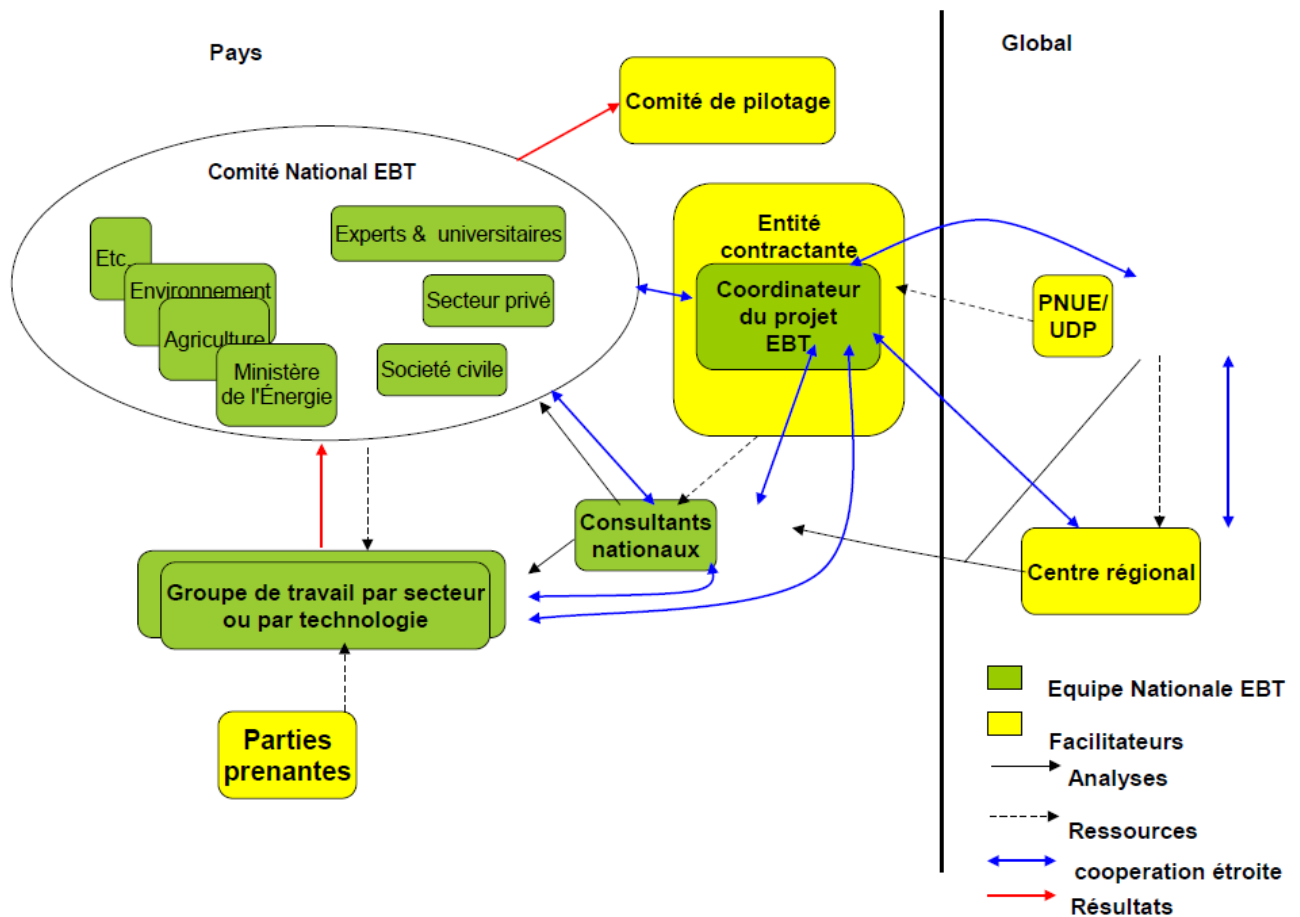 Pays
Global
Comité de pilotage
Comité National EBT
Etc.
Environnement
Agriculture
Ministère
de l'Énergie
Experts & universitaires
Secteur privé
Societé civile
Entité
contractante
Coordinateur
du projet
EBT
PNUE/
UDP
Consultants
nationaux
Centre régional
Groupe de travail par secteur
ou par technologie
Parties
prenantes
Equipe Nationale EBT
Facilitateurs
Analyses
Ressources
cooperation étroite
Résultats